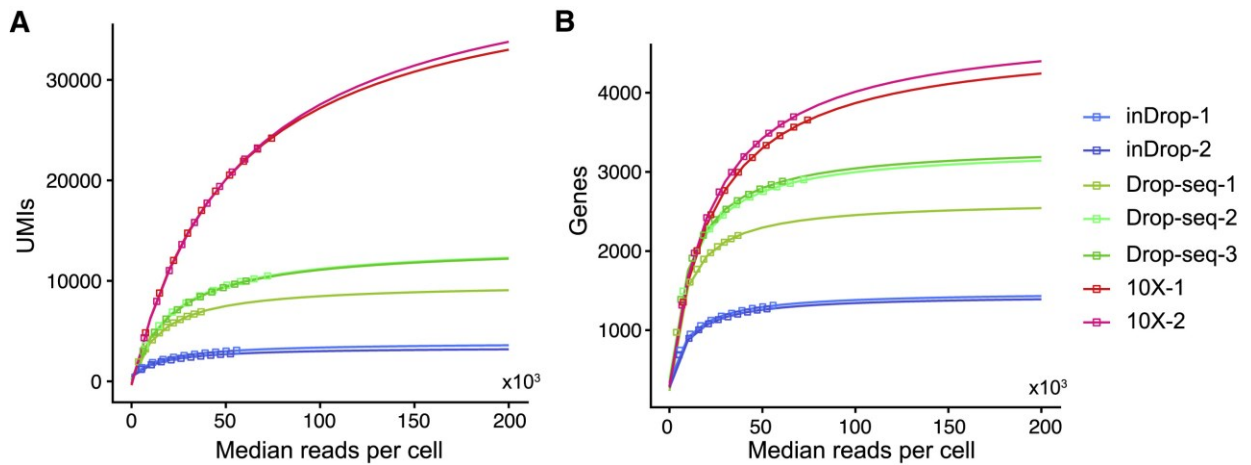 A
UMIs
30000
20000
10000
0
x10³
0 50 100 150 200
Median reads per cell
B
Genes
4000
3000
2000
1000
x10³
0 50 100 150 200
Median reads per cell
inDrop-1
inDrop-2
Drop-seq-1
Drop-seq-2
Drop-seq-3
10X-1
10X-2